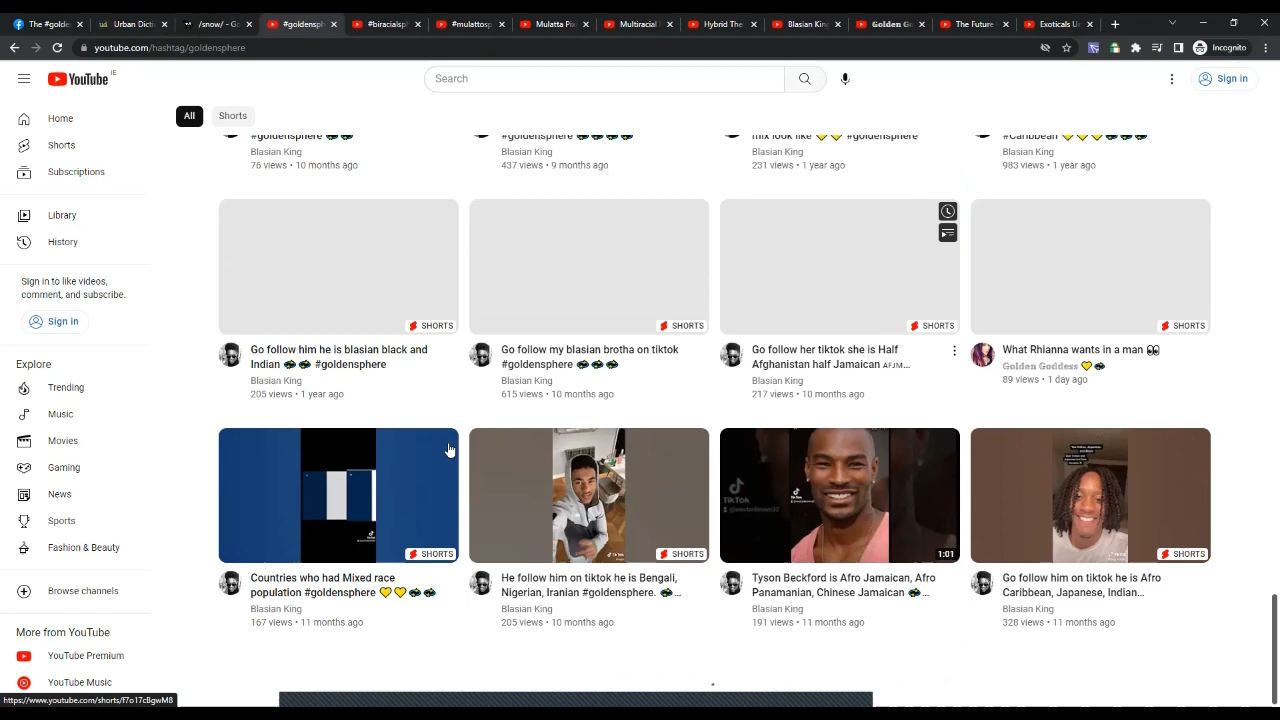 The #golde
Urban Dictic
/snow/ - Go
#goldensph
#biracialsp
#mulattosp
Mulatta Pa
Multiracial
Hybrid The
Blasian King
Golden Go
The Future
Exoticals U
youtube.com/hashtag/goldensphere
Incognito
YouTube IE
Search
Sign in
All
Shorts
Home
Shorts
Subscriptions
Library
History
Sign in to like videos,
comment, and subscribe.
Sign in
Explore
Trending
Music
Movies
Gaming
News
Sports
Fashion & Beauty
Browse channels
More from YouTube
YouTube Premium
YouTube Music
#goldensphere
Blasian King
76 views • 10 months ago
#goldensphere
Blasian King
437 views • 9 months ago
mix look like 💛💛 #goldensphere
Blasian King
231 views • 1 year ago
#Caribbean
Blasian King
983 views • 1 year ago
SHORTS
Go follow him he is blasian black and
Indian #goldensphere
Blasian King
205 views • 1 year ago
SHORTS
Go follow my blasian brotha on tiktok
#goldensphere
Blasian King
615 views • 10 months ago
SHORTS
Go follow her tiktok she is Half
Afghanistan half Jamaican 🇦🇫🇯🇲...
Blasian King
217 views • 10 months ago
SHORTS
What Rhianna wants in a man 👀
Golden Goddess
89 views • 1 day ago
SHORTS
Countries who had Mixed race
population #goldensphere
Blasian King
167 views • 11 months ago
SHORTS
He follow him on tiktok he is Bengali,
Nigerian, Iranian #goldensphere. ...
Blasian King
205 views • 10 months ago
TikTok
1:01
Tyson Beckford is Afro Jamaican, Afro
Panamanian, Chinese Jamaican ...
Blasian King
191 views • 11 months ago
SHORTS
Go follow him on tiktok he is Afro
Caribbean, Japanese, Indian...
Blasian King
328 views • 11 months ago
https://www.youtube.com/shorts/f7o17cBgwM8